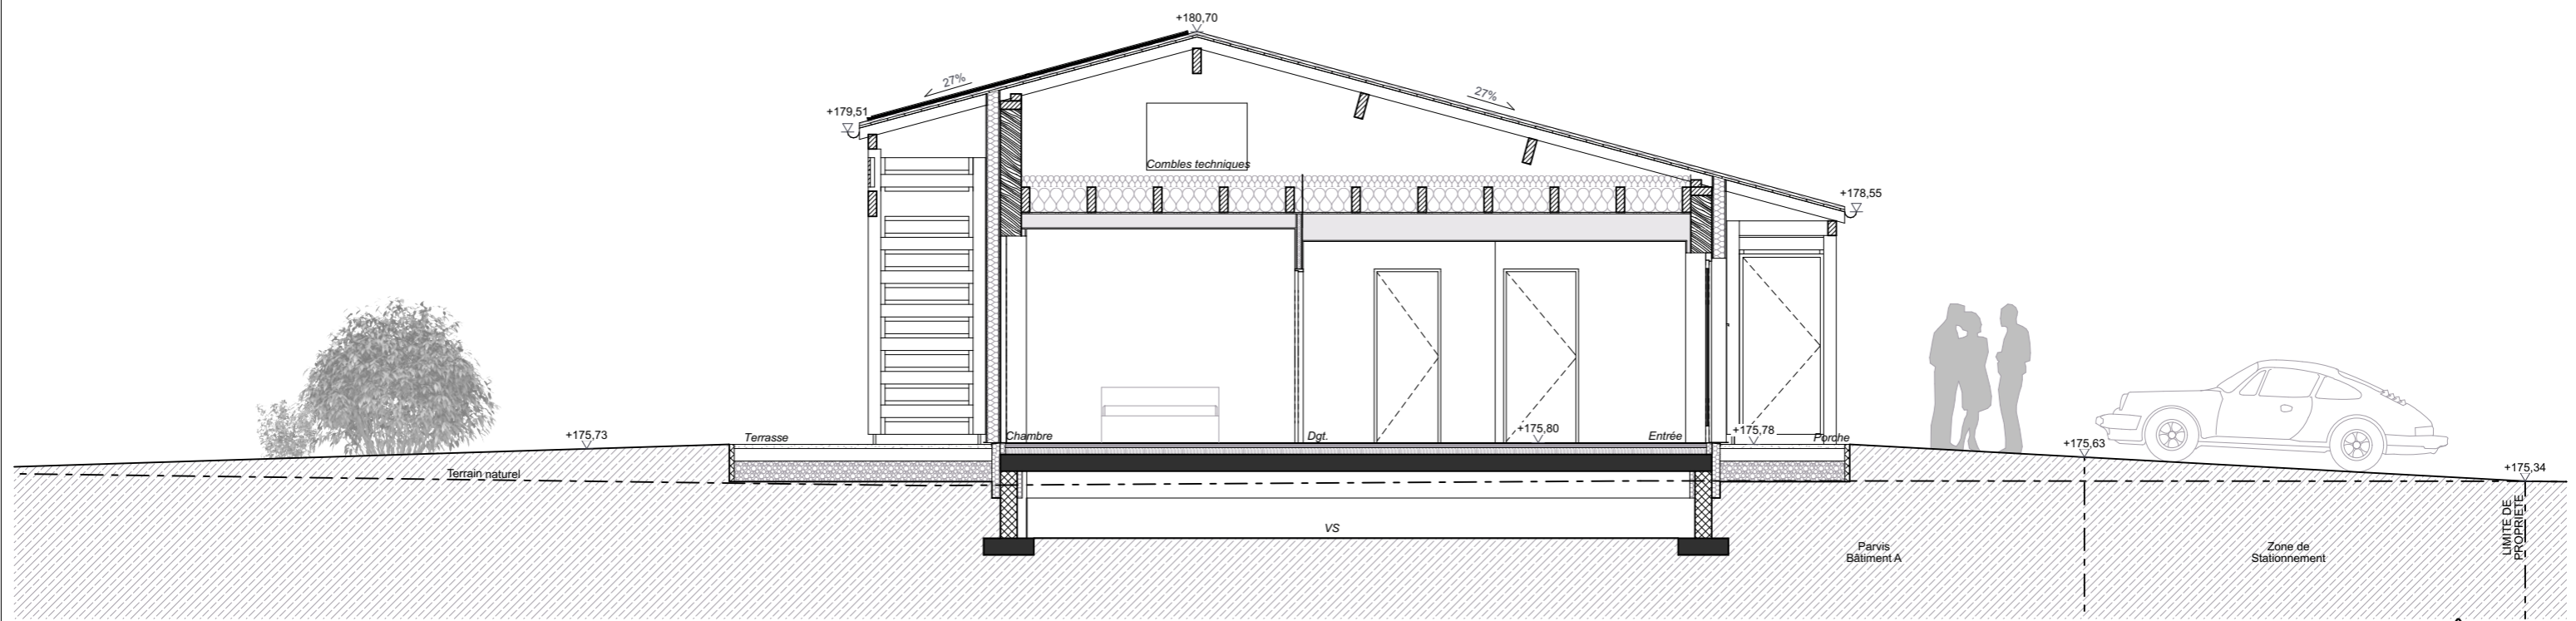 +180,70
27%
27%
+179,51
Combles techniques
+178,55
+175,73
Terrasse
Chambre
Dgt.
+175,80
Entrée
+175,78
Porche
+175,63
Terrain naturel
+175,34
VS
Parvis
Bâtiment A
Zone de
Stationnement
LIMITE DE
PROPRIETE